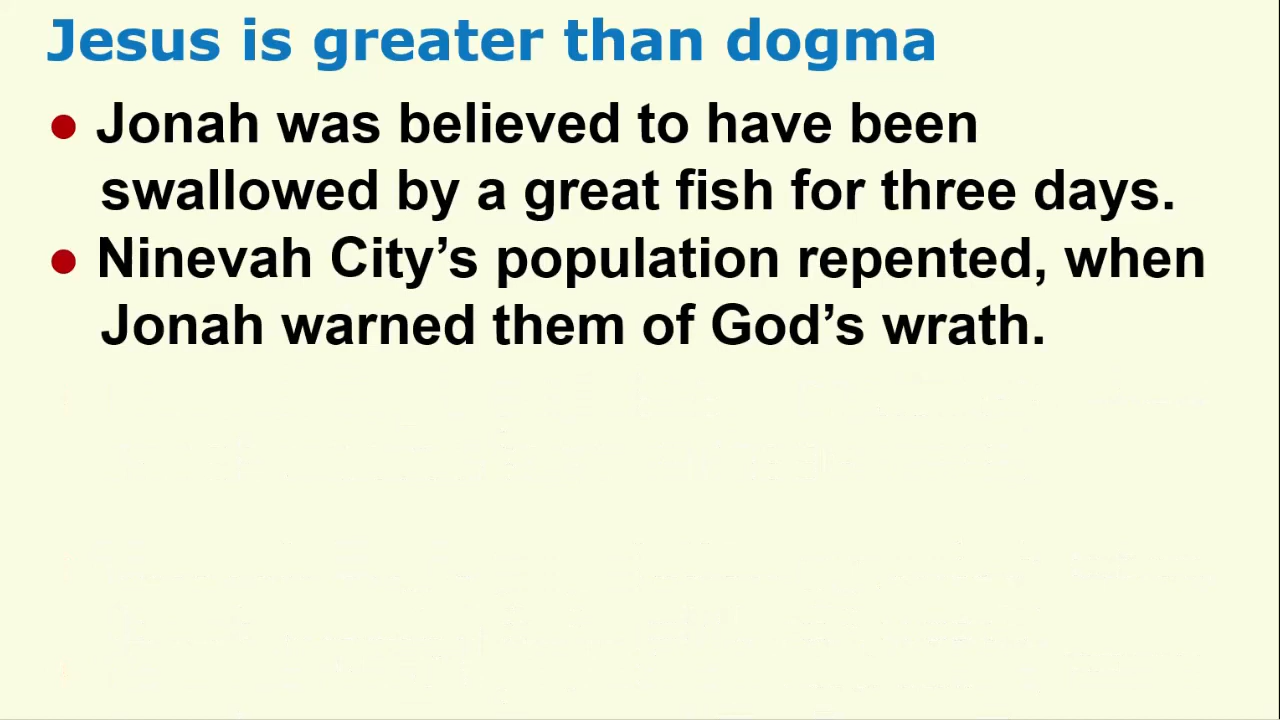 Jesus is greater than dogma
● Jonah was believed to have been
swallowed by a great fish for three days.
● Ninevah City’s population repented, when
Jonah warned them of God’s wrath.